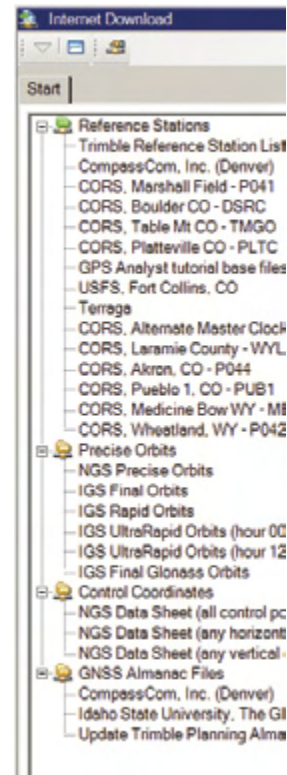 Internet Download
Start
Reference Stations
Trimble Reference Station List
CompassCom, Inc. (Denver)
CORS, Marshall Field - P041
CORS, Boulder CO - DSRC
CORS, Table Mt CO - TMGO
CORS, Platteville CO - PLTC
GPS Analyst tutorial base files
USFS, Fort Collins, CO
Terraga
CORS, Alternate Master Clock
CORS, Laramie County - WYL
CORS, Akron, CO - P044
CORS, Pueblo 1, CO - PUB1
CORS, Medicine Bow WY -
CORS, Wheatland, WY - P042
Precise Orbits
NGS Precise Orbits
IGS Final Orbits
IGS Rapid Orbits
IGS UltraRapid Orbits (hour 00
IGS UltraRapid Orbits (hour 12
IGS Final Glonass Orbits
Control Coordinates
NGS Data Sheet (all control
NGS Data Sheet (any
NGS Data Sheet (any vertical
GNSS Almanac Files
CompassCom, Inc. (Denver)
Idaho State University, The
Update Trimble Planning